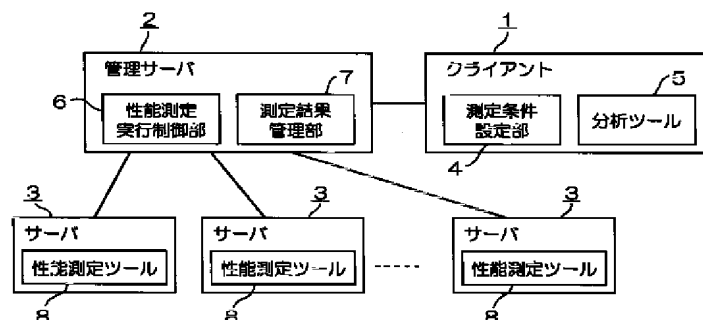 2
1
管理サーバ
クライアント
6
7
5
性能測定
実行制御部
測定結果
管理部
測定条件
設定部
分析ツール
4
3
3
3
サーバ
サーバ
サーバ
性能測定ツール
性能測定ツール
性能測定ツール
8
8
8